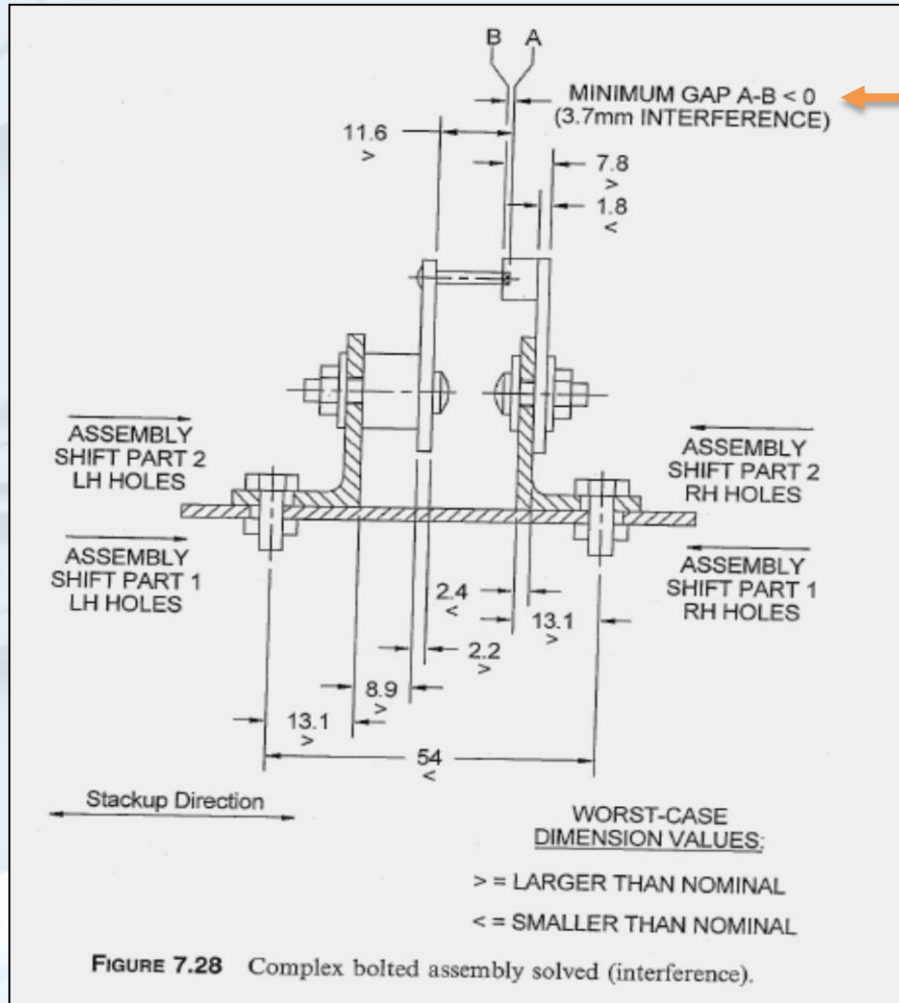 B A
MINIMUM GAP A-B < 0
(3.7mm INTERFERENCE)
11.6
>
7.8
>
1.8
<
ASSEMBLY
SHIFT PART 2
LH HOLES
ASSEMBLY
SHIFT PART 2
RH HOLES
ASSEMBLY
SHIFT PART 1
LH HOLES
ASSEMBLY
SHIFT PART 1
RH HOLES
2.4
<
13.1
>
2.2
>
8.9
>
13.1
>
54
<
Stackup Direction
WORST-CASE
DIMENSION VALUES:
> = LARGER THAN NOMINAL
< = SMALLER THAN NOMINAL
FIGURE 7.28 Complex bolted assembly solved (interference).